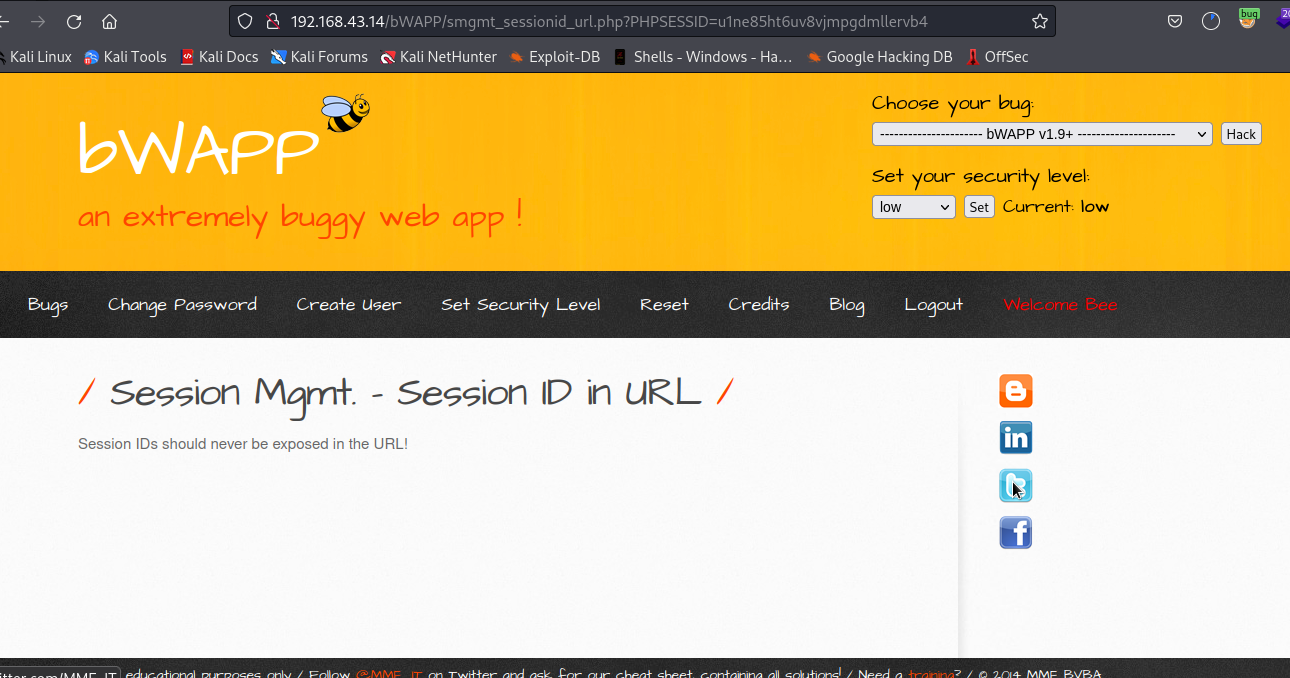 192.168.43.14/bWAPP/smgmt_sessionid_url.php?PHPSESSID=u1ne85ht6uv8vjmpgdmllervb4
bug
20
Kali Linux Kali Tools Kali Docs Kali Forums Kali NetHunter Exploit-DB Shells - Windows - Ha… Google Hacking DB OffSec
bWAPP
an extremely buggy web app !
Choose your bug:
---------------------- bWAPP v1.9+ --------------------- Hack
Set your security level:
low Set Current: low
Bugs Change Password Create User Set Security Level Reset Credits Blog Logout Welcome Bee
/ Session Mgmt. - Session ID in URL /
Session IDs should never be exposed in the URL!
in
f
educational purposes only / Follow @MME_IT on Twitter and ask for our cheat sheet, containing all solutions! / Need a training? / © 2014 MME BVBA